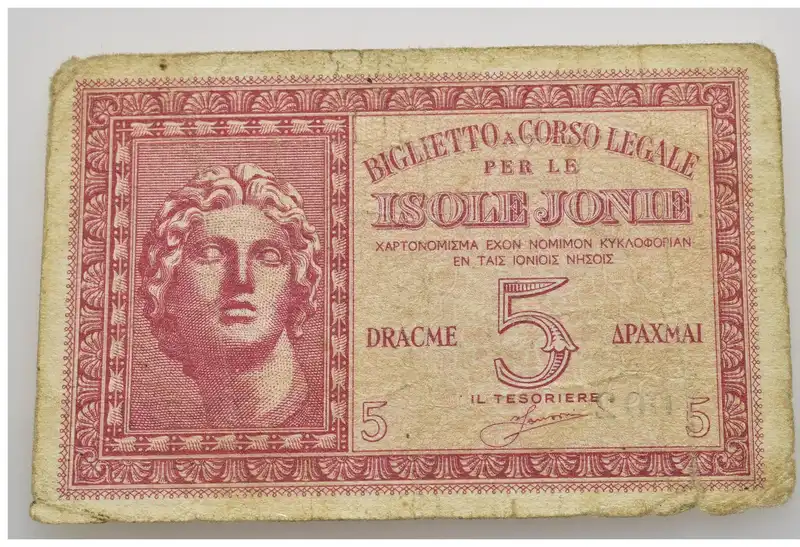 BIGLIETTO A CORSO LEGALE
PER LE
ISOLE JONIE
ΧΑΡΤΟΝΟΜΙΣΜΑ ΕΧΟΝ ΝΟΜΙΜΟΝ ΚΥΚΛΟΦΟΡΙΑΝ
ΕΝ ΤΑΙΣ ΙΟΝΙΟΙΣ ΝΗΣΟΙΣ
5
DRACME ΔΡΑΧΜΑΙ
IL TESORIERE
5 5